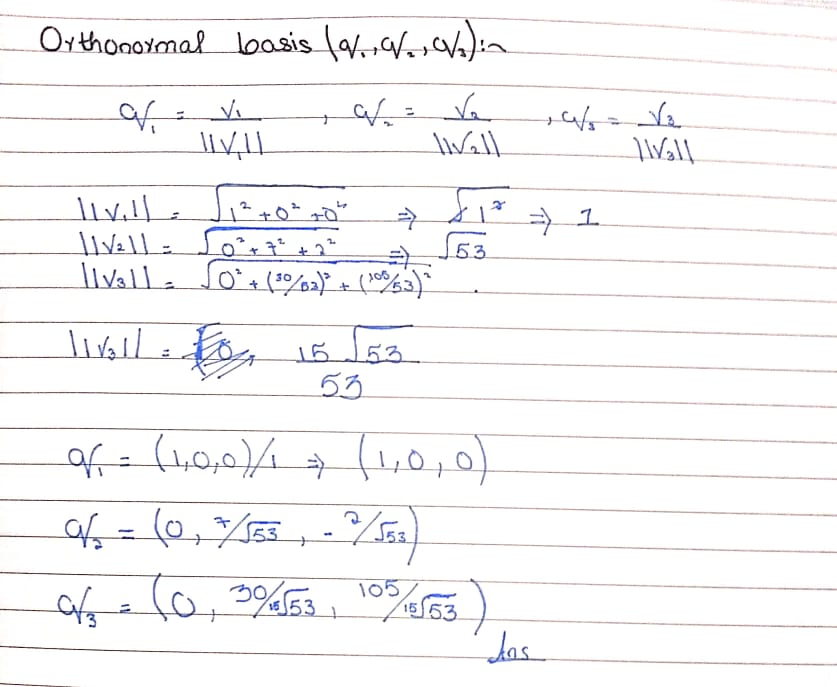 Orthonormal basis (q₁, q₂, q₃):~
q₁ = v₁/||v₁|| , q₂ = v₂/||v₂|| , q₃ = v₃/||v₃||
||v₁|| = √(1² + 0² + 0²) ⇒ √1² ⇒ 1
||v₂|| = √(0² + 7² + 2²) ⇒ √53
||v₃|| = √(0² + (30/53)² + (105/53)²) .
||v₃|| = 15√53/53
q₁ = (1,0,0)/1 ⇒ (1, 0, 0)
q₂ = (0, 7/√53 , -2/√53)
q₃ = (0, 30/15√53, 105/15√53)
Ans